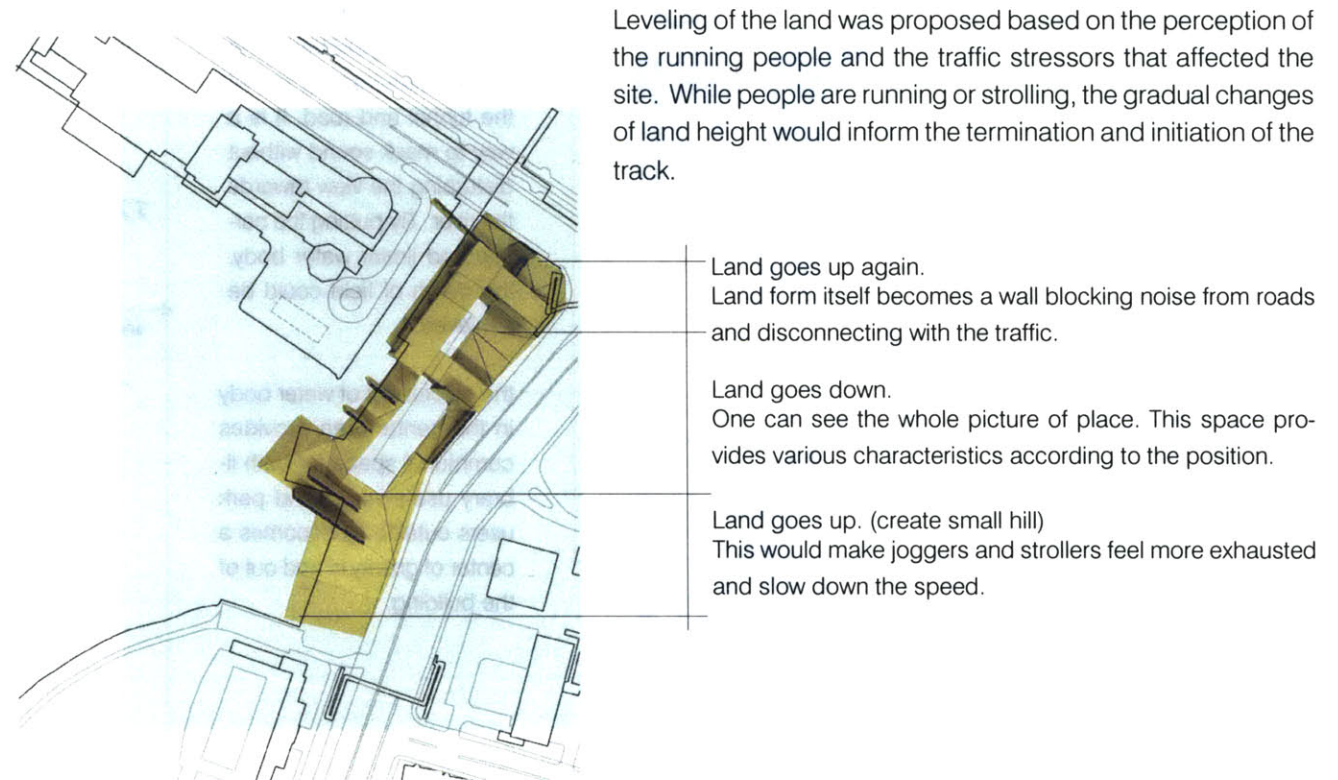 Leveling of the land was proposed based on the perception of
the running people and the traffic stressors that affected the
site. While people are running or strolling, the gradual changes
of land height would inform the termination and initiation of the
track.
Land goes up again.
Land form itself becomes a wall blocking noise from roads
and disconnecting with the traffic.
Land goes down.
One can see the whole picture of place. This space pro-
vides various characteristics according to the position.
Land goes up. (create small hill)
This would make joggers and strollers feel more exhausted
and slow down the speed.